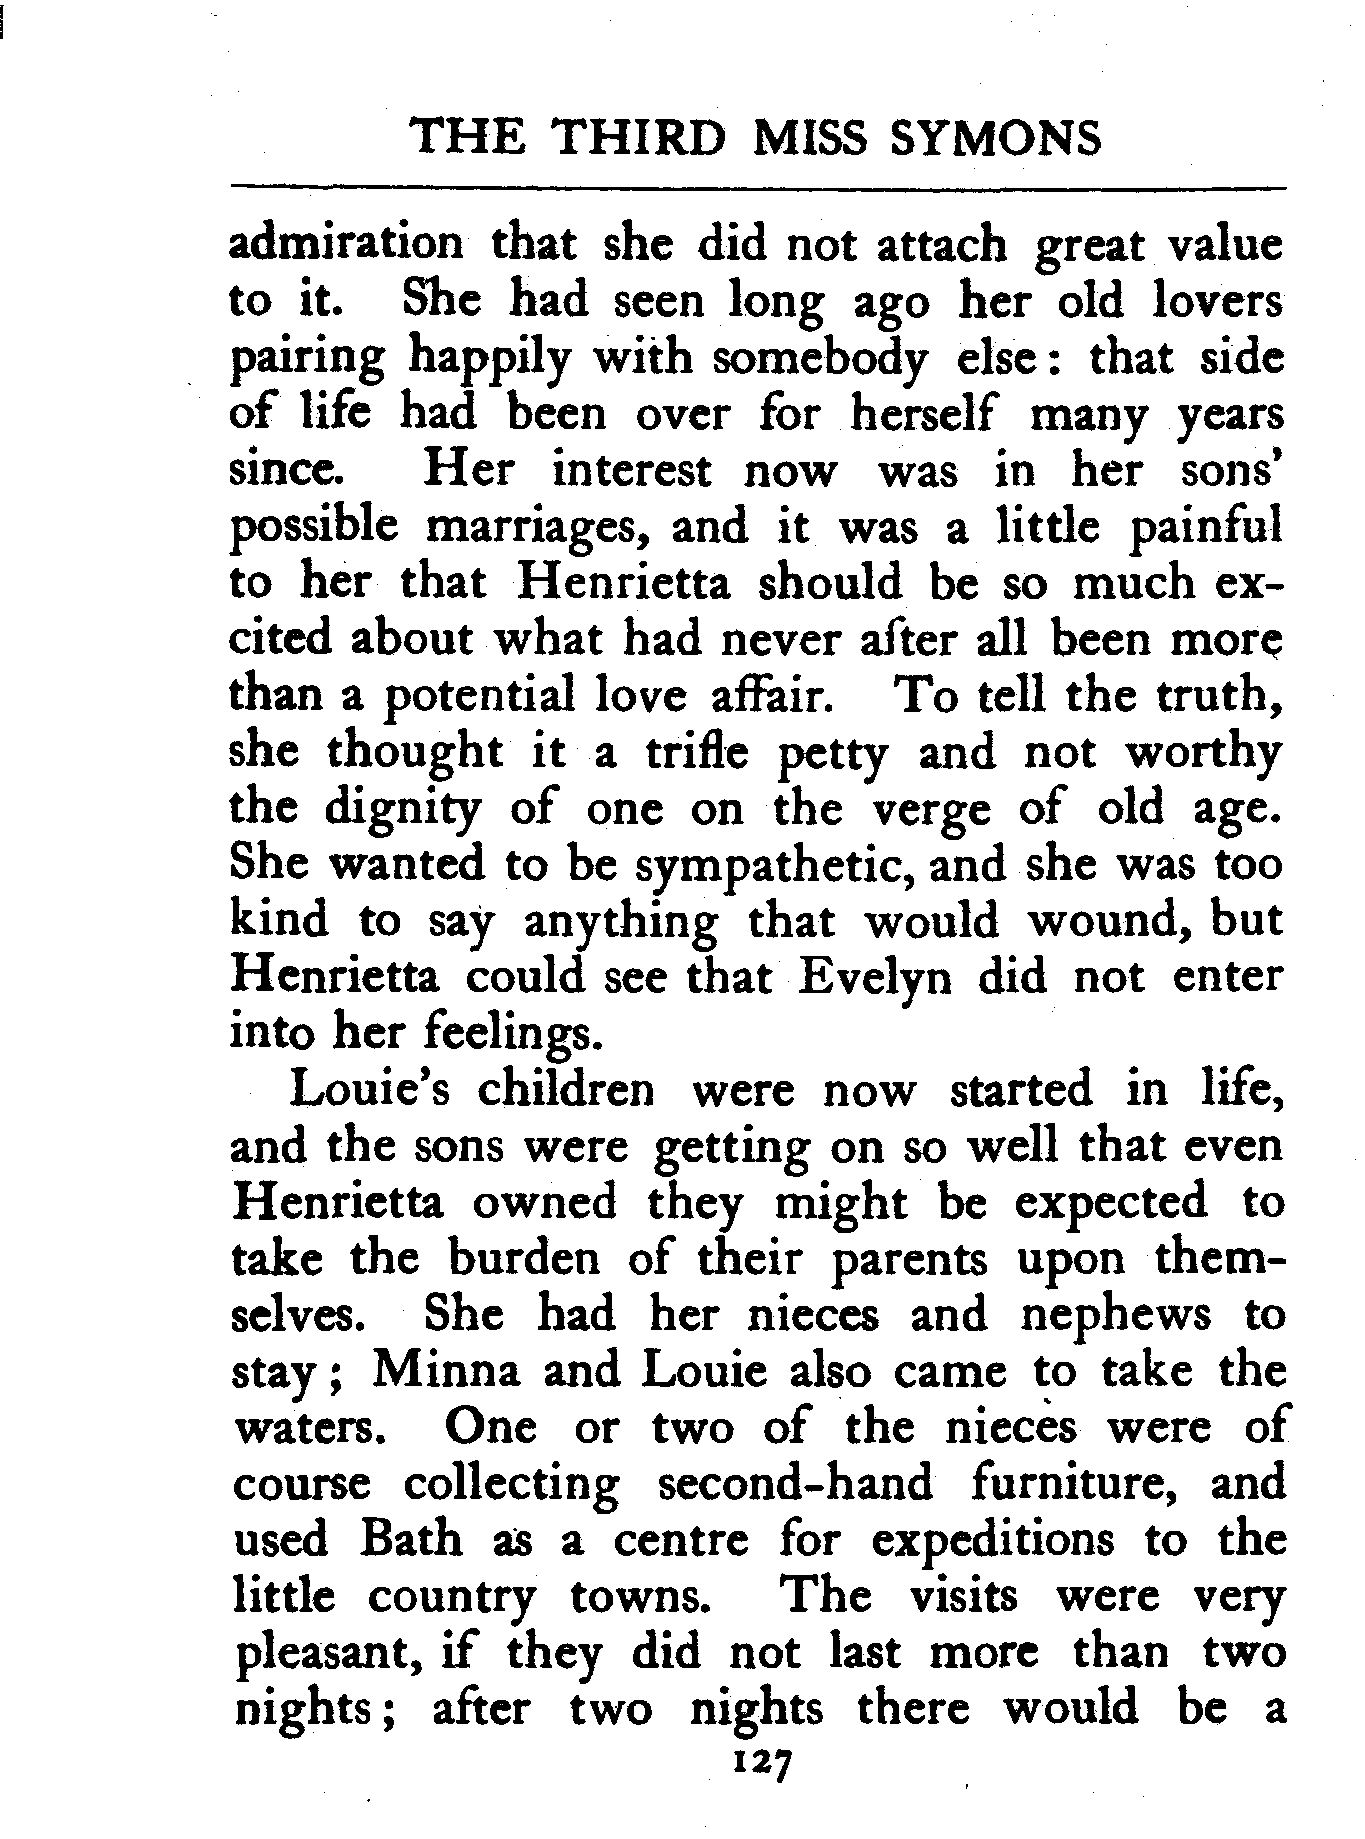 THE THIRD MISS SYMONS
admiration that she did not attach great value
to it. She had seen long ago her old lovers
pairing happily with somebody else : that side
of life had been over for herself many years
since. Her interest now was in her sons'
possible marriages, and it was a little painful
to her that Henrietta should be so much ex-
cited about what had never after all been more
than a potential love affair. To tell the truth,
she thought it a trifle petty and not worthy
the dignity of one on the verge of old age.
She wanted to be sympathetic, and she was too
kind to say anything that would wound, but
Henrietta could see that Evelyn did not enter
into her feelings.
Louie's children were now started in life,
and the sons were getting on so well that even
Henrietta owned they might be expected to
take the burden of their parents upon them-
selves. She had her nieces and nephews to
stay ; Minna and Louie also came to take the
waters. One or two of the nieces were of
course collecting second-hand furniture, and
used Bath as a centre for expeditions to the
little country towns. The visits were very
pleasant, if they did not last more than two
nights ; after two nights there would be a
127